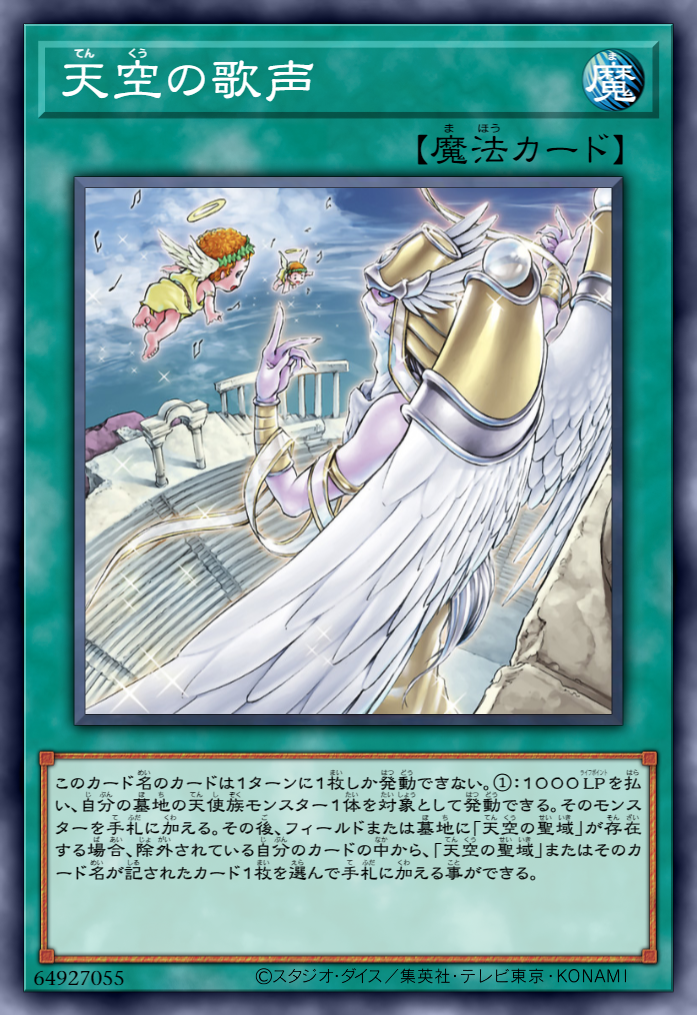 天空の歌声
魔
【魔法カード】
このカード名のカードは1ターンに1枚しか発動できない。①:1000LPを払
い、自分の墓地の天使族モンスター1体を対象として発動できる。そのモンス
ターを手札に加える。その後、フィールドまたは墓地に「天空の聖域」が存在
する場合、除外されている自分のカードの中から、「天空の聖域」またはそのカ
ード名が記されたカード1枚を選んで手札に加える事ができる。
64927055
©スタジオ・ダイス/集英社・テレビ東京・KONAMI